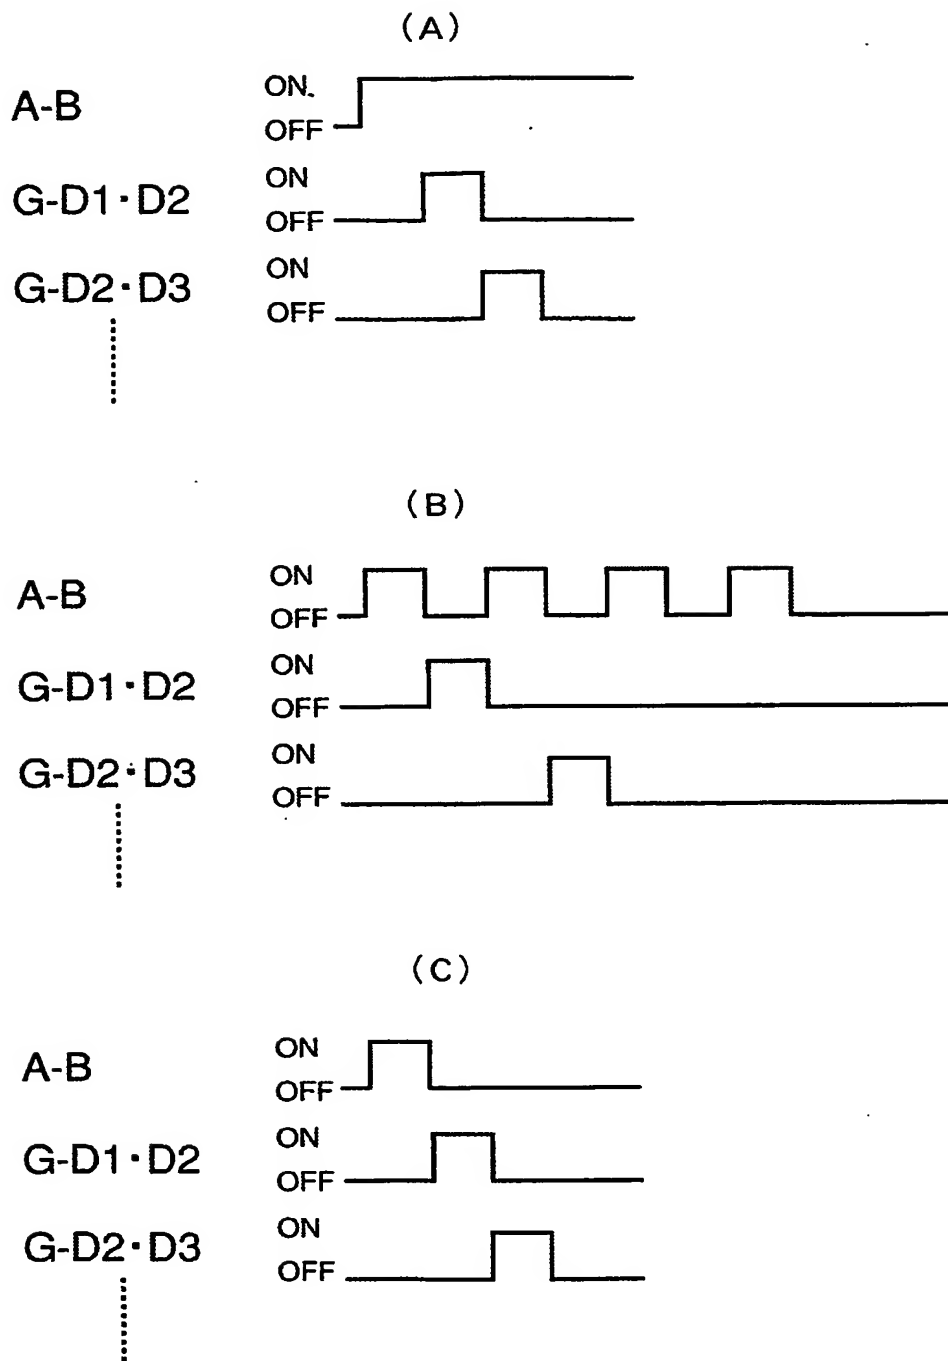 (A)
A-B
ON
OFF
G-D1·D2
ON
OFF
G-D2·D3
ON
OFF
(B)
A-B
ON
OFF
G-D1·D2
ON
OFF
G-D2·D3
ON
OFF
(C)
A-B
ON
OFF
G-D1·D2
ON
OFF
G-D2·D3
ON
OFF